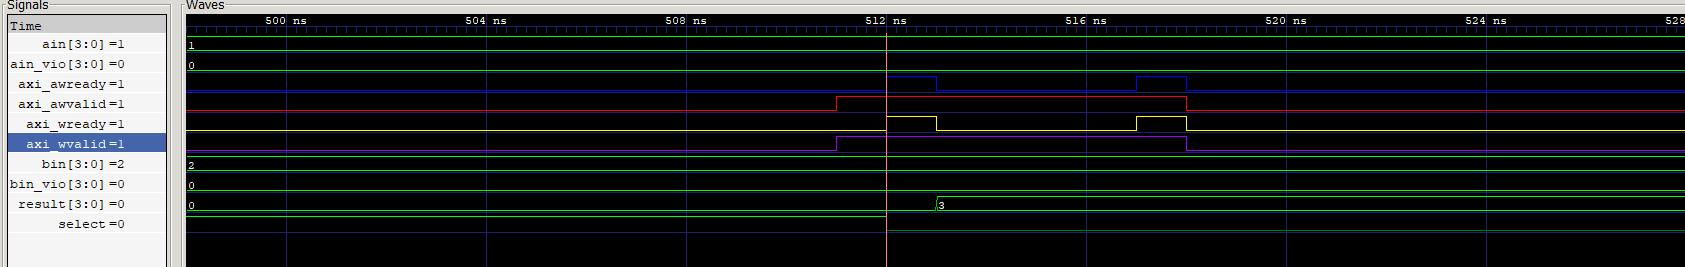 Signals
Waves
Time
500 ns
504 ns
508 ns
512 ns
516 ns
520 ns
524 ns
528
ain[3:0] =1
1
ain_vio[3:0] =0
0
axi_awready =1
axi_awvalid =1
axi_wready =1
axi_wvalid =1
bin[3:0] =2
2
bin_vio[3:0] =0
0
result[3:0] =0
0
3
select =0